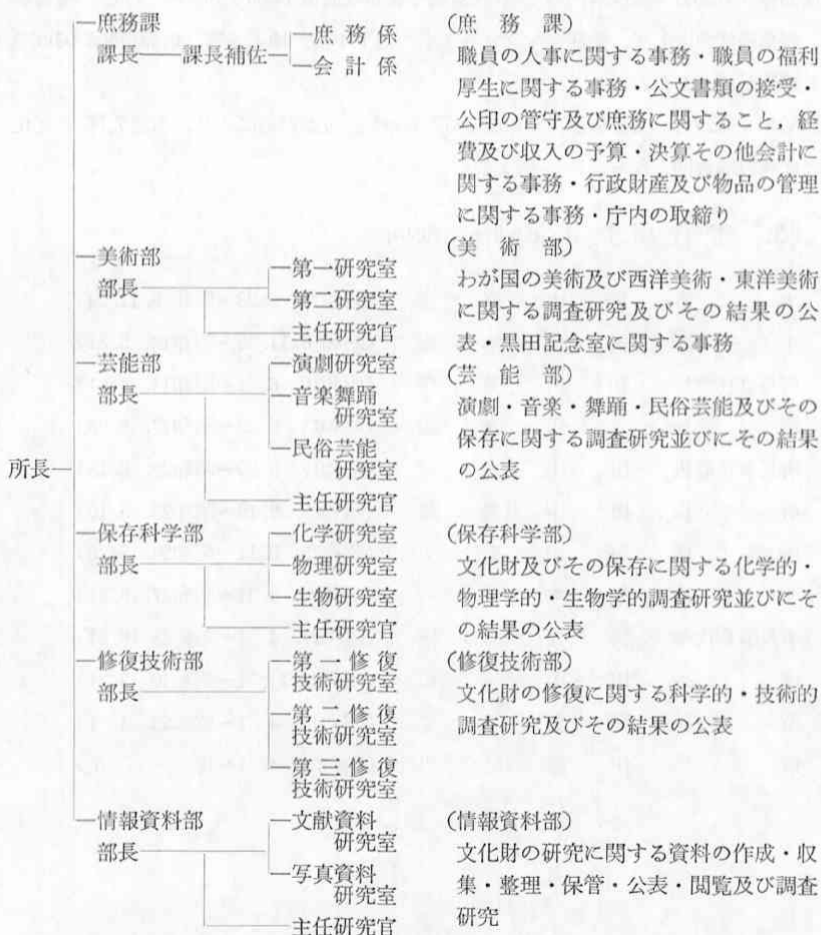 庶務課
課長
課長補佐
庶務係
会計係
(庶務課)
職員の人事に関する事務・職員の福利
厚生に関する事務・公文書類の接受・
公印の管守及び庶務に関すること,経
費及び収入の予算・決算その他会計に
関する事務・行政財産及び物品の管理
に関する事務・庁内の取締り
美術部
部長
第一研究室
第二研究室
主任研究官
(美術部)
わが国の美術及び西洋美術・東洋美術
に関する調査研究及びその結果の公
表・黒田記念室に関する事務
芸能部
部長
演劇研究室
音楽舞踊
研究室
民俗芸能
研究室
主任研究官
(芸能部)
演劇・音楽・舞踊・民俗芸能及びその
保存に関する調査研究並びにその結果
の公表
所長
保存科学部
部長
化学研究室
物理研究室
生物研究室
主任研究官
(保存科学部)
文化財及びその保存に関する化学的・
物理学的・生物学的調査研究並びにそ
の結果の公表
修復技術部
部長
第一修復
技術研究室
第二修復
技術研究室
第三修復
技術研究室
(修復技術部)
文化財の修復に関する科学的・技術的
調査研究及びその結果の公表
情報資料部
部長
文献資料
研究室
写真資料
研究室
主任研究官
(情報資料部)
文化財の研究に関する資料の作成・収
集・整理・保管・公表・閲覧及び調査
研究